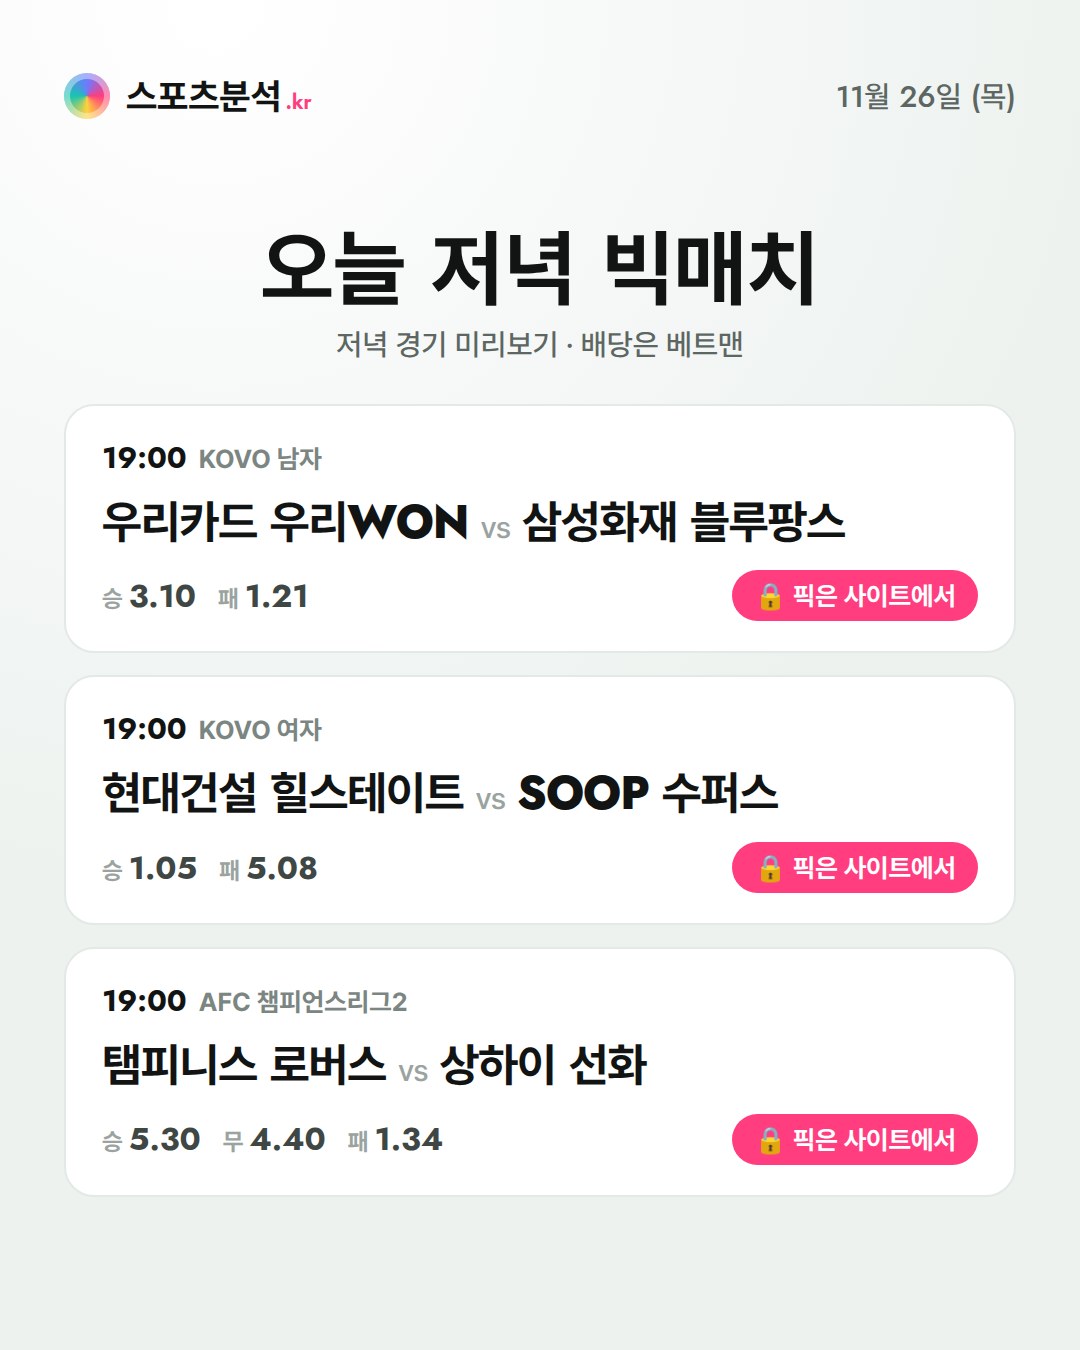 스포츠분석.kr
11월 26일 (목)
오늘 저녁 빅매치
저녁 경기 미리보기 · 배당은 베트맨
19:00 KOVO 남자
우리카드 우리WON vs 삼성화재 블루팡스
승 3.10 패 1.21
🔒 픽은 사이트에서
19:00 KOVO 여자
현대건설 힐스테이트 vs SOOP 수퍼스
승 1.05 패 5.08
🔒 픽은 사이트에서
19:00 AFC 챔피언스리그2
탬피니스 로버스 vs 상하이 선화
승 5.30 무 4.40 패 1.34
🔒 픽은 사이트에서